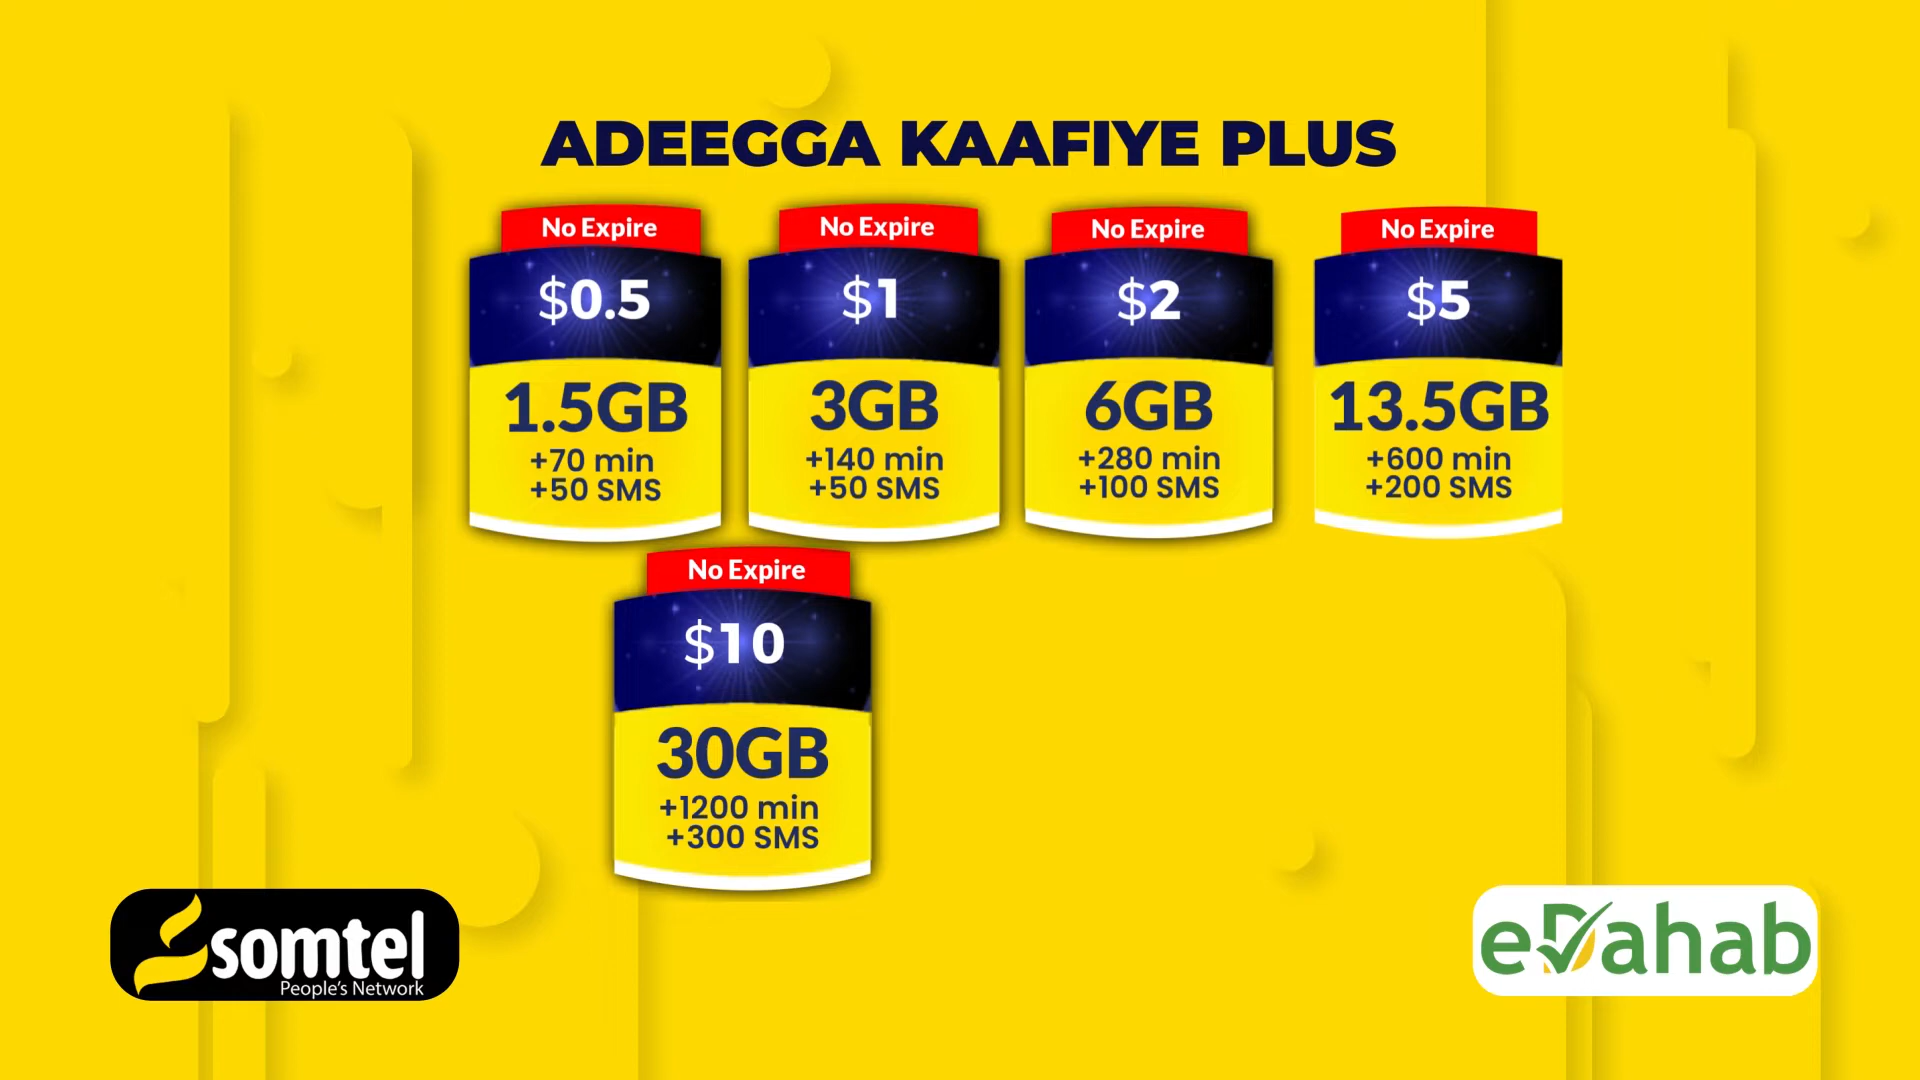 ADEEGGA KAAFIYE PLUS
No Expire
$0.5
1.5GB
+70 min
+50 SMS
No Expire
$1
3GB
+140 min
+50 SMS
No Expire
$2
6GB
+280 min
+100 SMS
No Expire
$5
13.5GB
+600 min
+200 SMS
No Expire
$10
30GB
+1200 min
+300 SMS
somtel
People's Network
eDahab